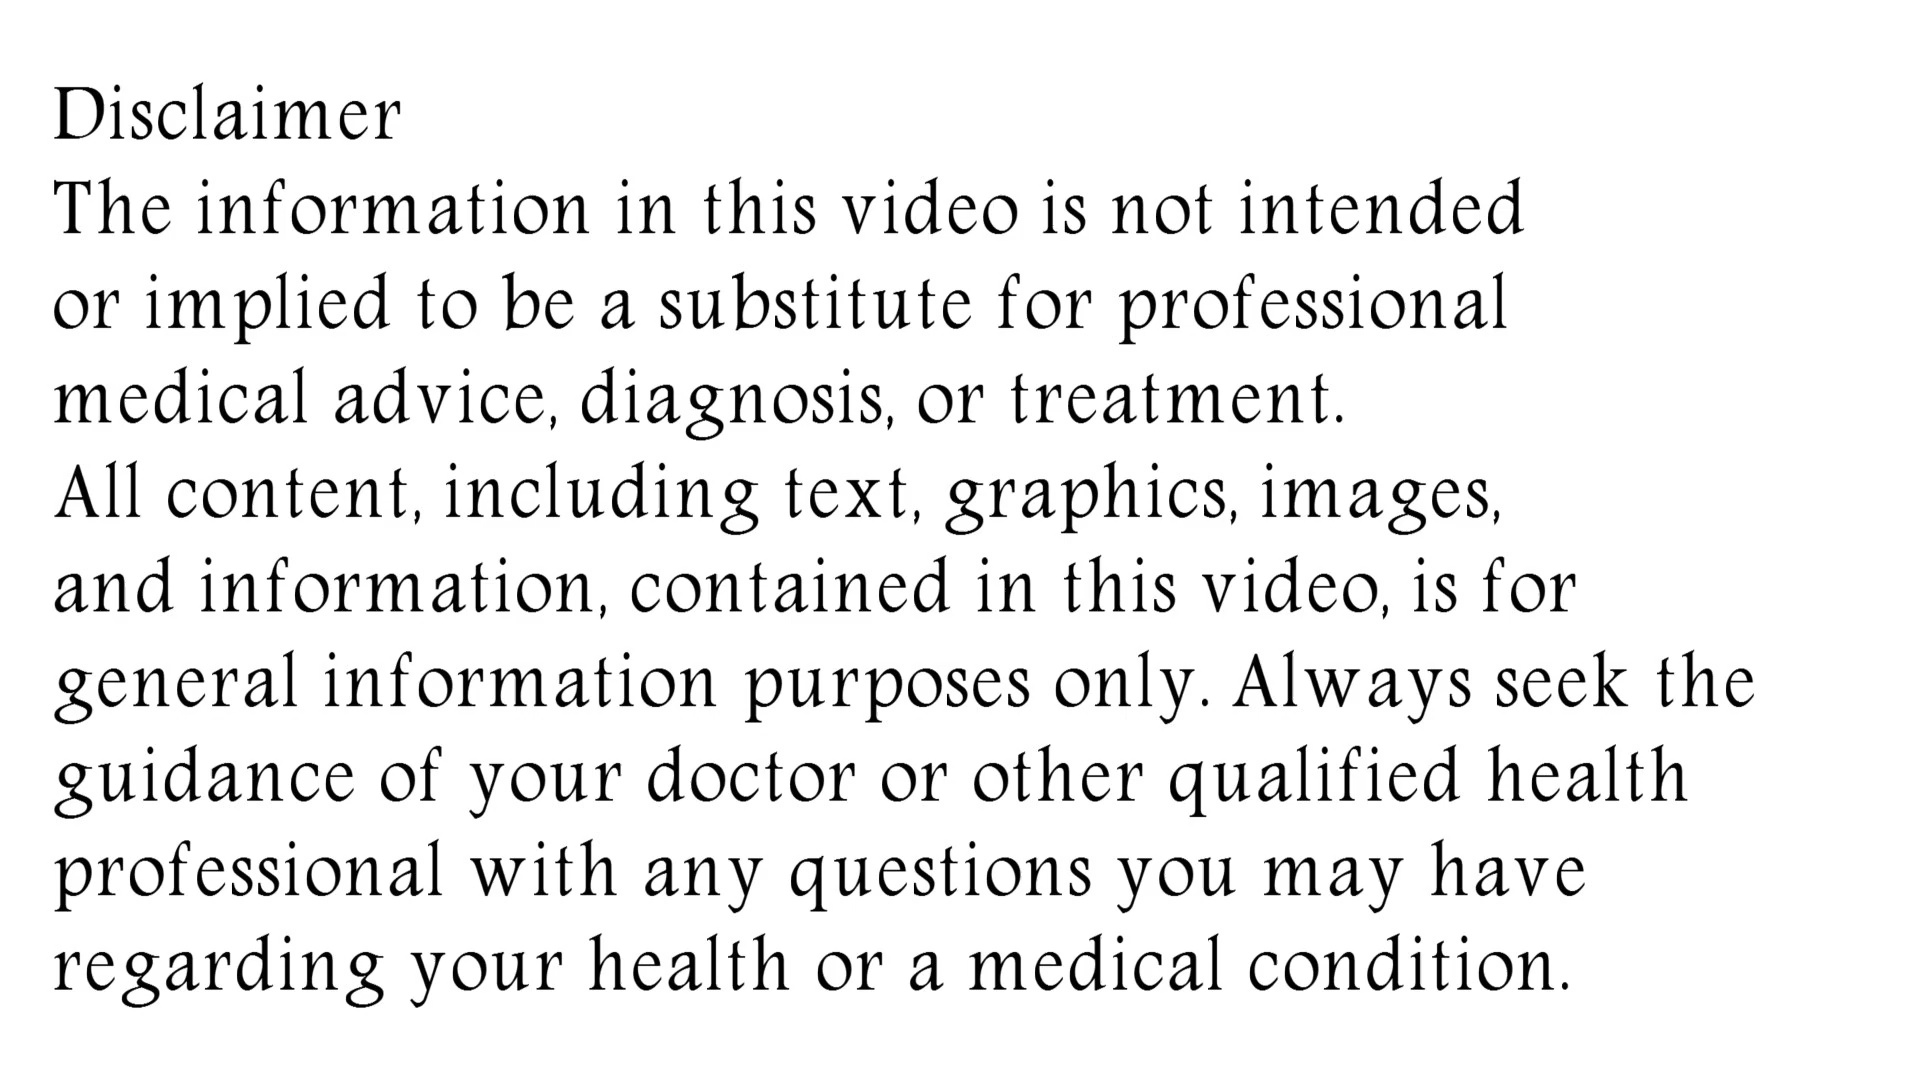 Disclaimer
The information in this video is not intended
or implied to be a substitute for professional
medical advice, diagnosis, or treatment.
All content, including text, graphics, images,
and information, contained in this video, is for
general information purposes only. Always seek the
guidance of your doctor or other qualified health
professional with any questions you may have
regarding your health or a medical condition.